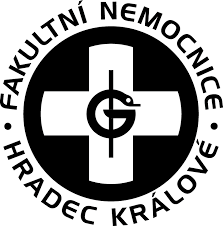 FAKULTNÍ NEMOCNICE
• HRADEC KRÁLOVÉ •